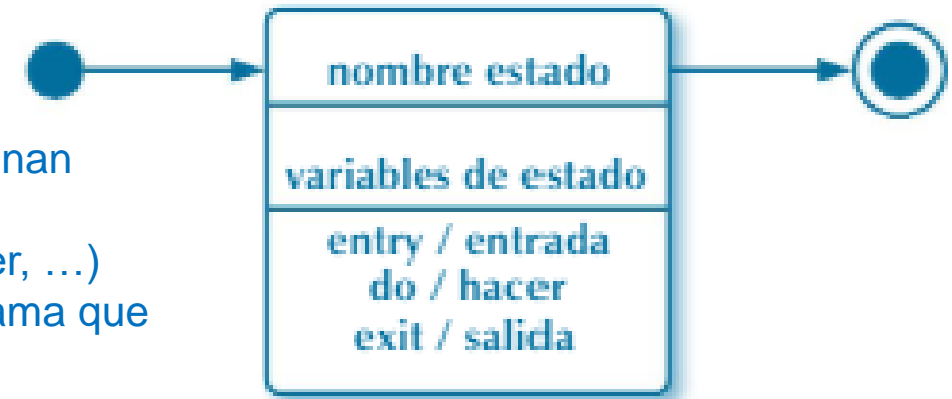 nombre estado
variables de estado
entry / entrada
do / hacer
exit / salida
nan
er, …)
ama que